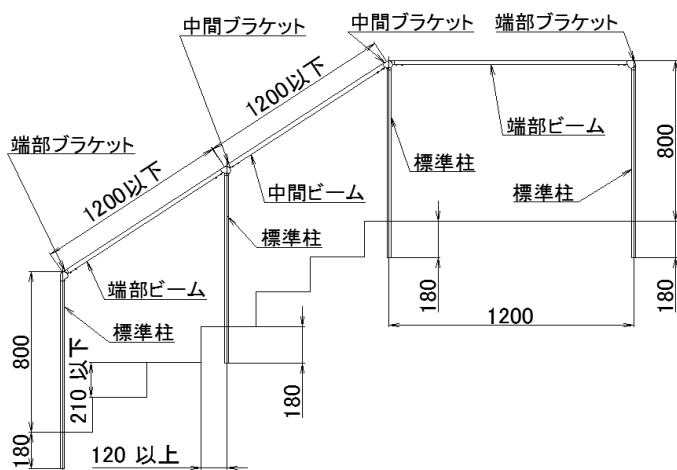 中間ブラケット
中間ブラケット
端部ブラケット
1200以下
1200以下
端部ブラケット
端部ビーム
標準柱
標準柱
中間ビーム
標準柱
端部ビーム
標準柱
800
800
180
180
1200
210 以下
180
180
120 以上